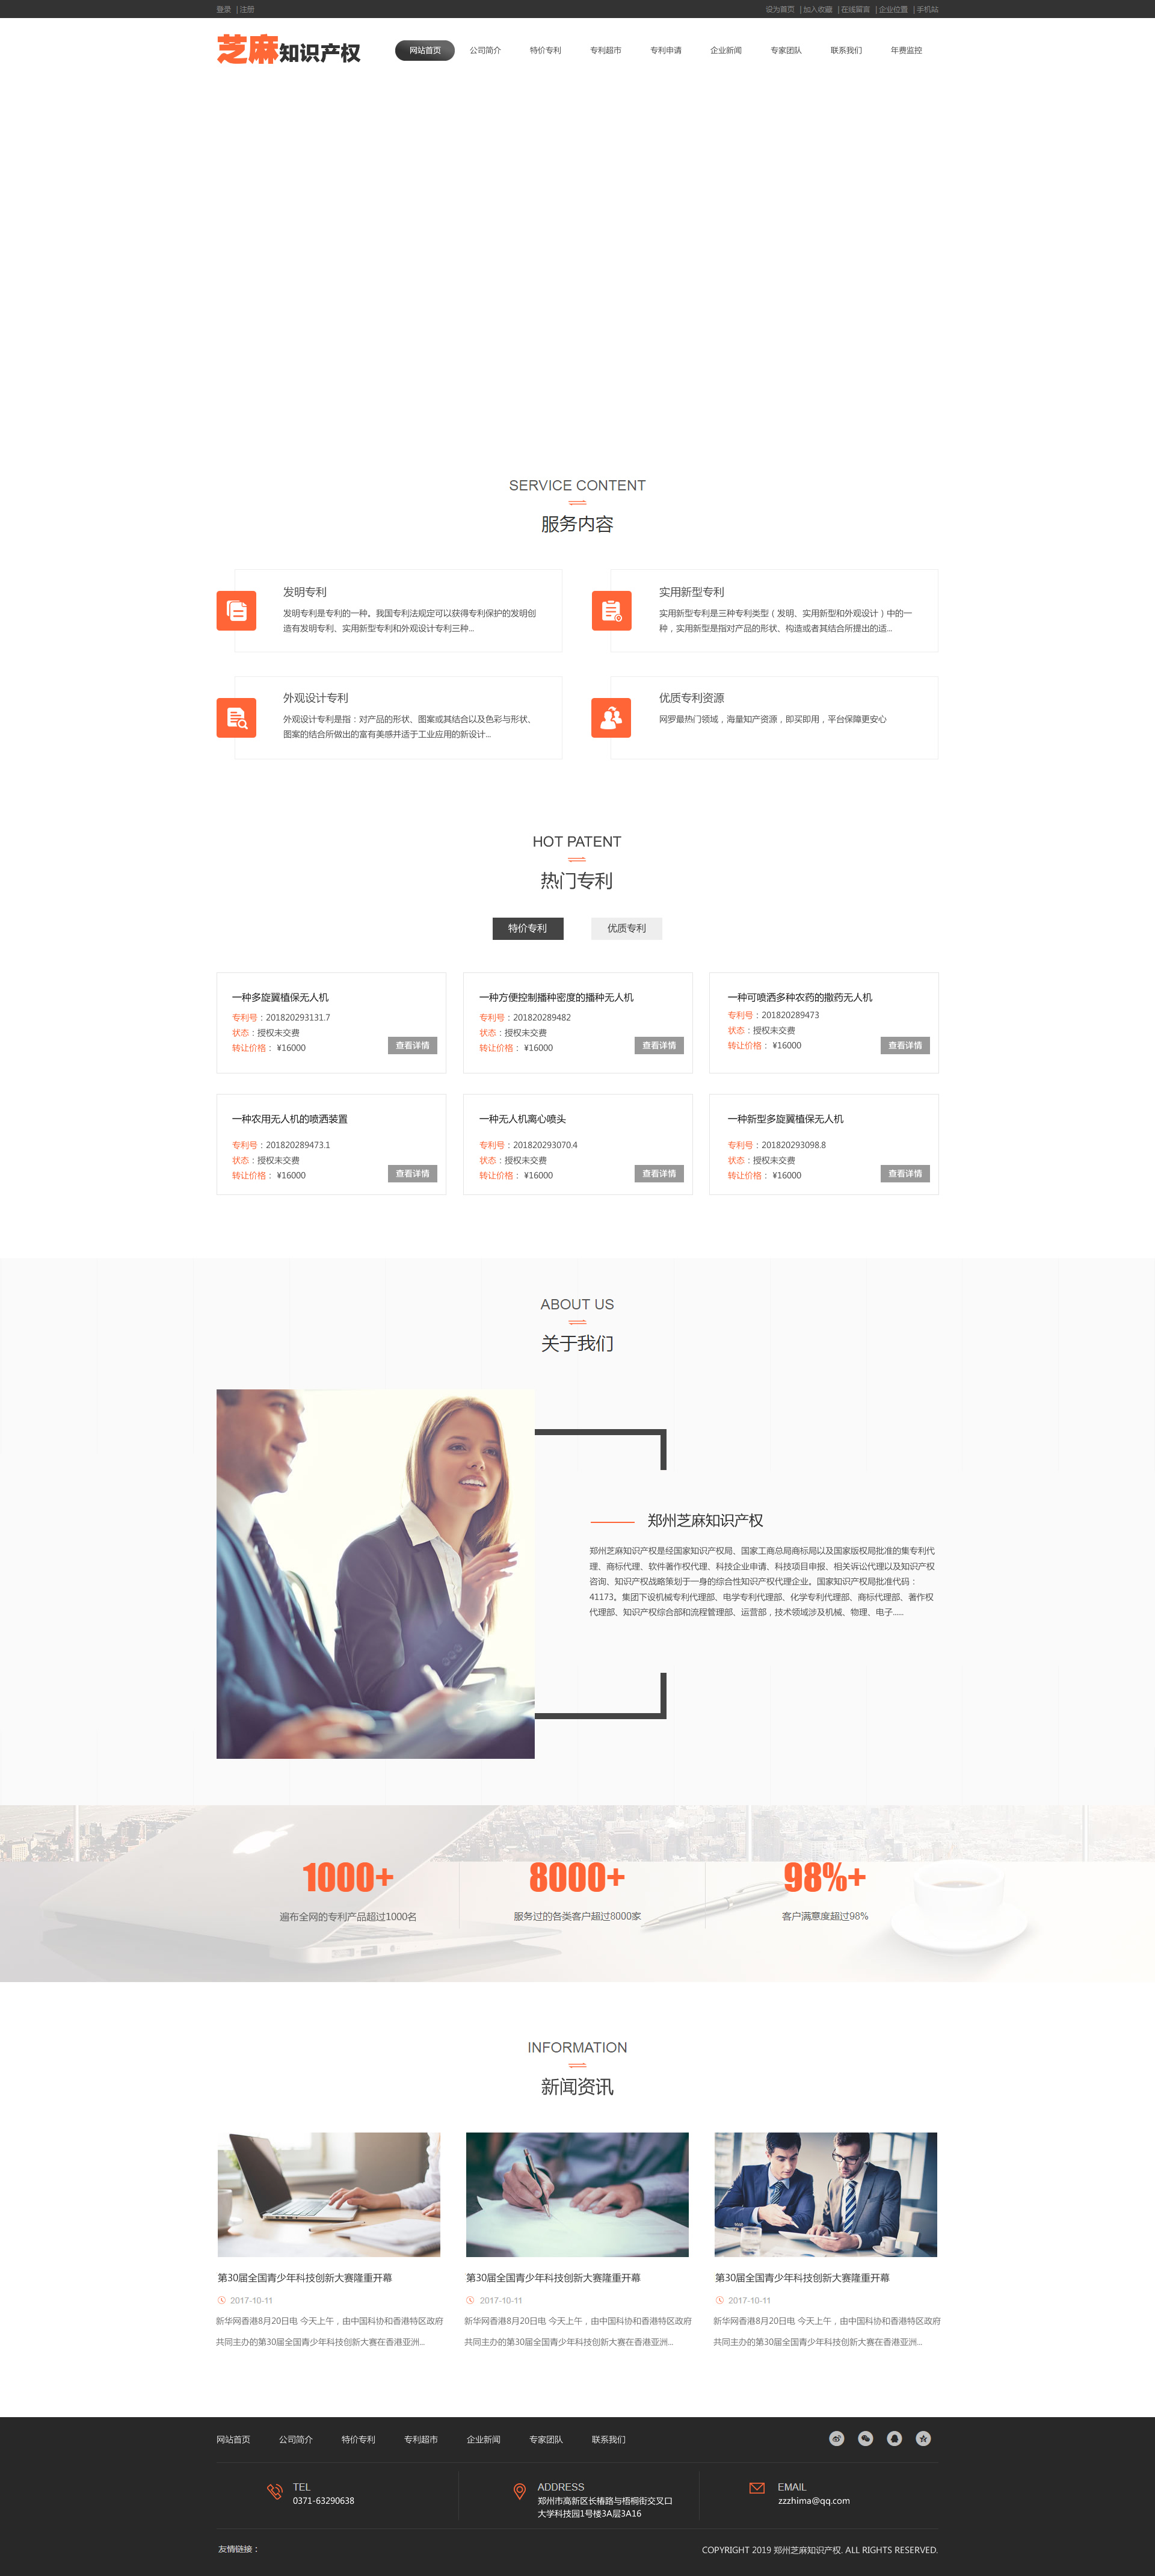 登录 | 注册
设为首页 | 加入收藏 | 在线留言 | 企业位置 | 手机站
芝麻知识产权
网站首页 公司简介 特价专利 专利超市 专利申请 企业新闻 专家团队 联系我们 年费监控
SERVICE CONTENT
服务内容
发明专利
发明专利是专利的一种。我国专利法规定可以获得专利保护的发明创
造有发明专利、实用新型专利和外观设计专利三种...
实用新型专利
实用新型专利是三种专利类型（发明、实用新型和外观设计）中的一
种，实用新型是指对产品的形状、构造或者其结合所提出的适...
外观设计专利
外观设计专利是指：对产品的形状、图案或其结合以及色彩与形状、
图案的结合所做出的富有美感并适于工业应用的新设计...
优质专利资源
网罗最热门领域，海量知产资源，即买即用，平台保障更安心
HOT PATENT
热门专利
特价专利 优质专利
一种多旋翼植保无人机
专利号：201820293131.7
状态：授权未交费
转让价格： ¥16000
查看详情
一种方便控制播种密度的播种无人机
专利号：201820289482
状态：授权未交费
转让价格： ¥16000
查看详情
一种可喷洒多种农药的撒药无人机
专利号：201820289473
状态：授权未交费
转让价格： ¥16000
查看详情
一种农用无人机的喷洒装置
专利号：201820289473.1
状态：授权未交费
转让价格： ¥16000
查看详情
一种无人机离心喷头
专利号：201820293070.4
状态：授权未交费
转让价格： ¥16000
查看详情
一种新型多旋翼植保无人机
专利号：201820293098.8
状态：授权未交费
转让价格： ¥16000
查看详情
ABOUT US
关于我们
郑州芝麻知识产权
郑州芝麻知识产权是经国家知识产权局、国家工商总局商标局以及国家版权局批准的集专利代
理、商标代理、软件著作权代理、科技企业申请、科技项目申报、相关诉讼代理以及知识产权
咨询、知识产权战略策划于一身的综合性知识产权代理企业。国家知识产权局批准代码：
41173。集团下设机械专利代理部、电学专利代理部、化学专利代理部、商标代理部、著作权
代理部、知识产权综合部和流程管理部、运营部，技术领域涉及机械、物理、电子......
1000+
遍布全网的专利产品超过1000名
8000+
服务过的各类客户超过8000家
98%+
客户满意度超过98%
INFORMATION
新闻资讯
第30届全国青少年科技创新大赛隆重开幕
2017-10-11
新华网香港8月20日电 今天上午，由中国科协和香港特区政府
共同主办的第30届全国青少年科技创新大赛在香港亚洲...
第30届全国青少年科技创新大赛隆重开幕
2017-10-11
新华网香港8月20日电 今天上午，由中国科协和香港特区政府
共同主办的第30届全国青少年科技创新大赛在香港亚洲...
第30届全国青少年科技创新大赛隆重开幕
2017-10-11
新华网香港8月20日电 今天上午，由中国科协和香港特区政府
共同主办的第30届全国青少年科技创新大赛在香港亚洲...
网站首页 公司简介 特价专利 专利超市 企业新闻 专家团队 联系我们
TEL
0371-63290638
ADDRESS
郑州市高新区长椿路与梧桐街交叉口
大学科技园1号楼3A层3A16
EMAIL
zzzhima@qq.com
友情链接：
COPYRIGHT 2019 郑州芝麻知识产权. ALL RIGHTS RESERVED.